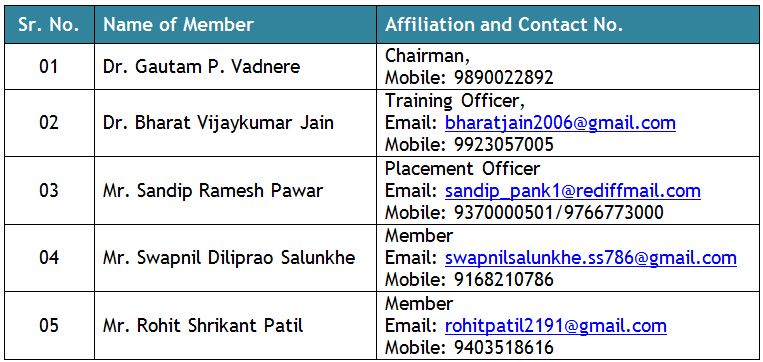 Sr. No. Name of Member Affiliation and Contact No.
01 Dr. Gautam P. Vadnere Chairman,
Mobile: 9890022892
02 Dr. Bharat Vijaykumar Jain Training Officer,
Email: bharatjain2006@gmail.com
Mobile: 9923057005
03 Mr. Sandip Ramesh Pawar Placement Officer
Email: sandip_pank1@rediffmail.com
Mobile: 9370000501/9766773000
04 Mr. Swapnil Diliprao Salunkhe Member
Email: swapnilsalunkhe.ss786@gmail.com
Mobile: 9168210786
05 Mr. Rohit Shrikant Patil Member
Email: rohitpatil2191@gmail.com
Mobile: 9403518616